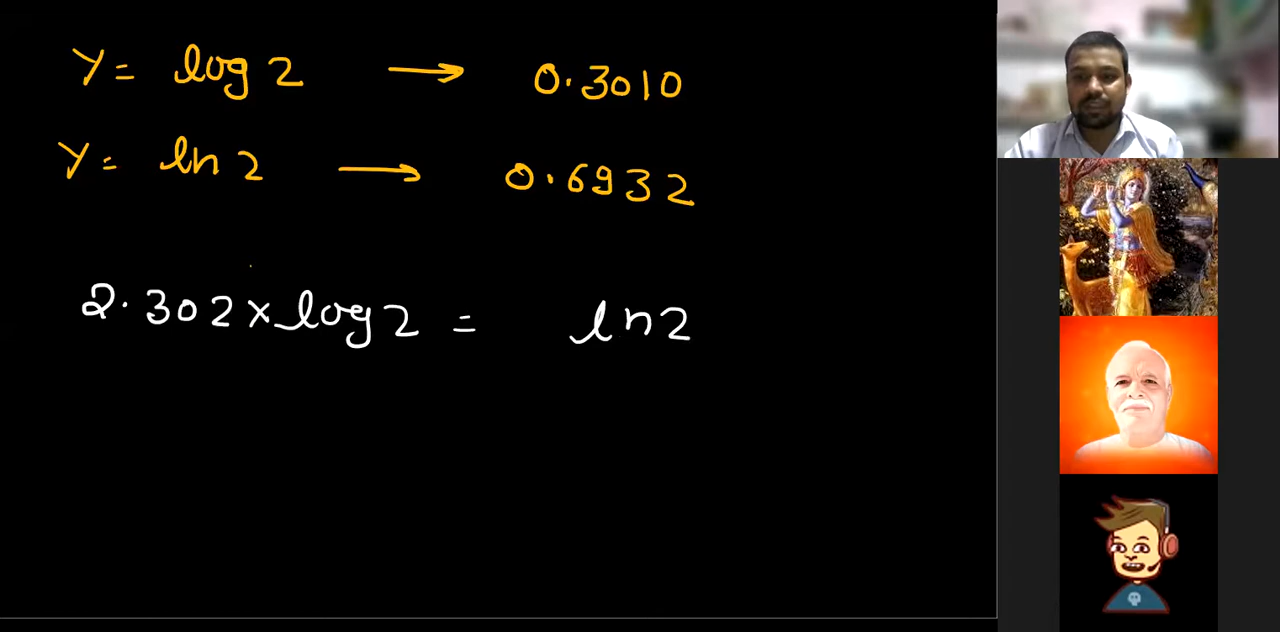 y = log 2 → 0.3010
y = ln 2 → 0.6932
2.302 × log 2 = ln 2